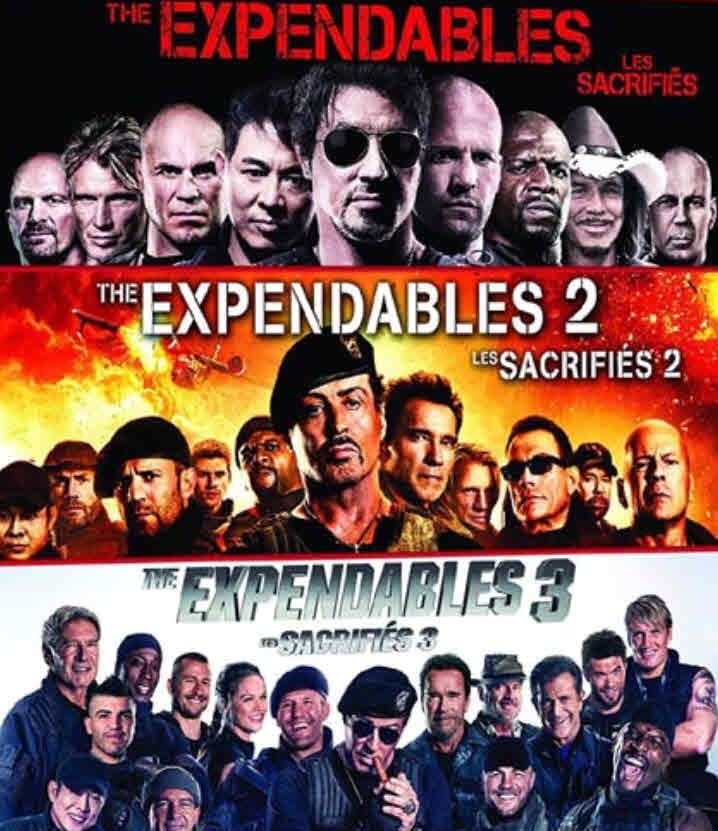 THE EXPENDABLES
LES
SACRIFIÉS
THE EXPENDABLES 2
LES SACRIFIÉS 2
THE EXPENDABLES 3
LES SACRIFIÉS 3